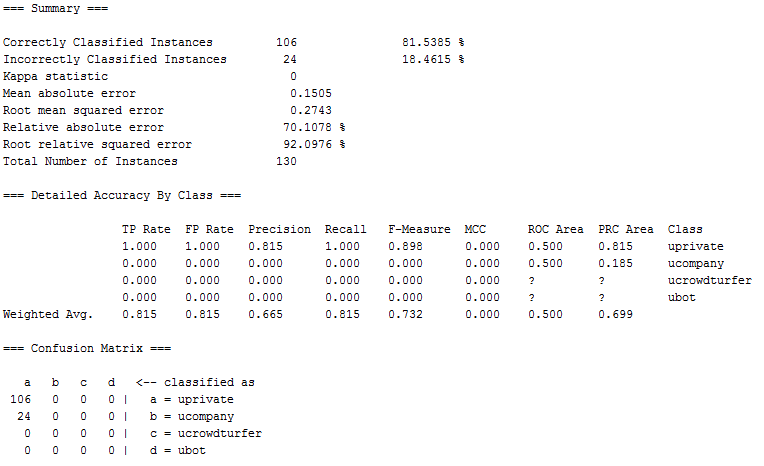 === Summary ===
Correctly Classified Instances 106 81.5385 %
Incorrectly Classified Instances 24 18.4615 %
Kappa statistic 0
Mean absolute error 0.1505
Root mean squared error 0.2743
Relative absolute error 70.1078 %
Root relative squared error 92.0976 %
Total Number of Instances 130
=== Detailed Accuracy By Class ===
TP Rate FP Rate Precision Recall F-Measure MCC ROC Area PRC Area Class
1.000 1.000 0.815 1.000 0.898 0.000 0.500 0.815 uprivate
0.000 0.000 0.000 0.000 0.000 0.000 0.500 0.185 ucompany
0.000 0.000 0.000 0.000 0.000 0.000 ? ? ucrowdturfer
0.000 0.000 0.000 0.000 0.000 0.000 ? ? ubot
Weighted Avg. 0.815 0.815 0.665 0.815 0.732 0.000 0.500 0.699
=== Confusion Matrix ===
a b c d <-- classified as
106 0 0 0 | a = uprivate
24 0 0 0 | b = ucompany
0 0 0 0 | c = ucrowdturfer
0 0 0 0 | d = ubot